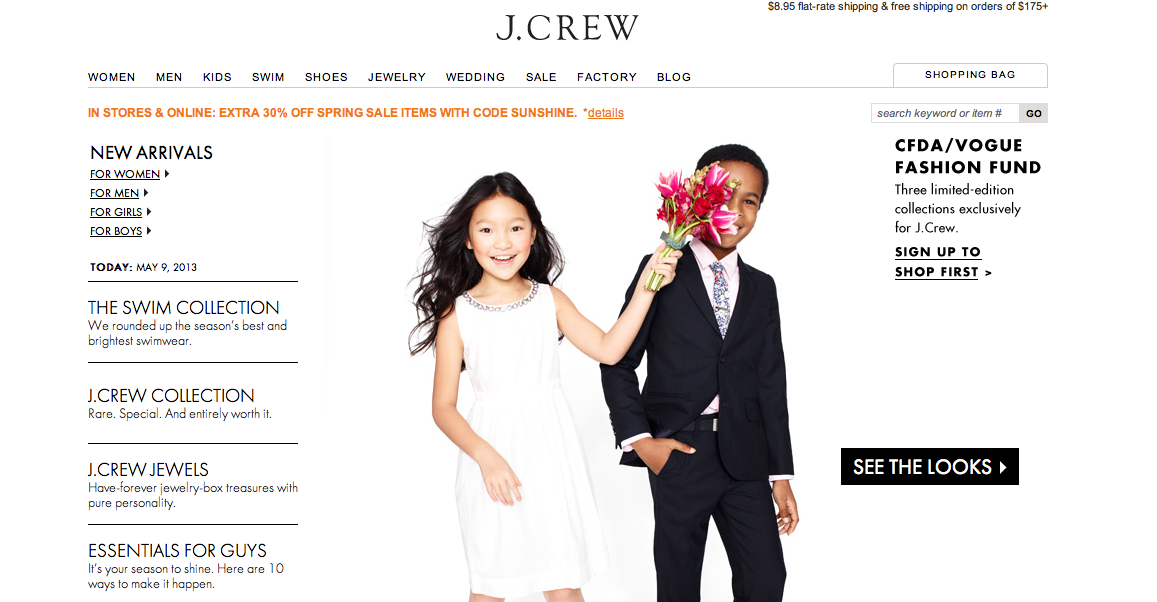 $8.95 flat-rate shipping & free shipping on orders of $175+
J.CREW
WOMEN MEN KIDS SWIM SHOES JEWELRY WEDDING SALE FACTORY BLOG
SHOPPING BAG
IN STORES & ONLINE: EXTRA 30% OFF SPRING SALE ITEMS WITH CODE SUNSHINE. *details
search keyword or item # GO
NEW ARRIVALS
FOR WOMEN
FOR MEN
FOR GIRLS
FOR BOYS
TODAY: MAY 9, 2013
THE SWIM COLLECTION
We rounded up the season's best and
brightest swimwear.
J.CREW COLLECTION
Rare. Special. And entirely worth it.
J.CREW JEWELS
Have-forever jewelry-box treasures with
pure personality.
ESSENTIALS FOR GUYS
It's your season to shine. Here are 10
ways to make it happen.
CFDA/VOGUE
FASHION FUND
Three limited-edition
collections exclusively
for J.Crew.
SIGN UP TO
SHOP FIRST >
SEE THE LOOKS